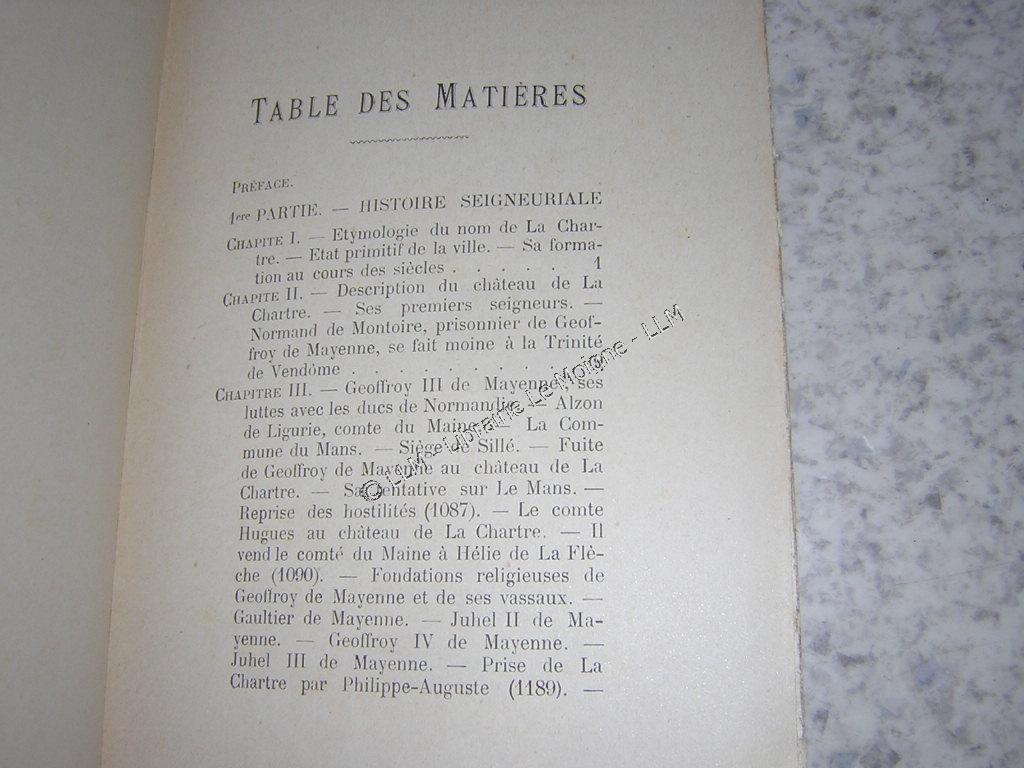 TABLE DES MATIÈRES
PRÉFACE.
1ere PARTIE. — HISTOIRE SEIGNEURIALE
CHAPITE I. — Etymologie du nom de La Char-
tre. — Etat primitif de la ville. — Sa forma-
tion au cours des siècles . . . . . 1
CHAPITE II. — Description du château de La
Chartre. — Ses premiers seigneurs. —
Normand de Montoire, prisonnier de Geof-
froy de Mayenne, se fait moine à la Trinité
de Vendôme . . . . . . . . .
CHAPITRE III. — Geoffroy III de Mayenne, ses
luttes avec les ducs de Normandie. — Alzon
de Ligurie, comte du Maine. — La Com-
mune du Mans. — Siège de Sillé. — Fuite
de Geoffroy de Mayenne au château de La
Chartre. — Sa tentative sur Le Mans. —
Reprise des hostilités (1087). — Le comte
Hugues au château de La Chartre. — Il
vend le comté du Maine à Hélie de La Flè-
che (1090). — Fondations religieuses de
Geoffroy de Mayenne et de ses vassaux. —
Gaultier de Mayenne. — Juhel II de Ma-
yenne. — Geoffroy IV de Mayenne. —
Juhel III de Mayenne. — Prise de La
Chartre par Philippe-Auguste (1189). —
© LLM - Librairie Le Moigne - LLM